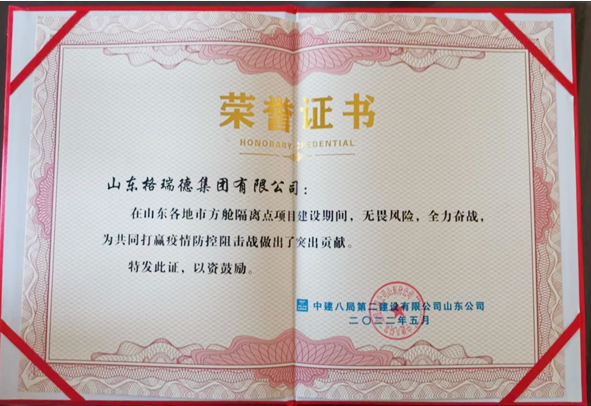 荣誉证书
HONORARY CREDENTIAL
山东格瑞德集团有限公司：
在山东各地市方舱隔离点项目建设期间，无畏风险，全力奋战，
为共同打赢疫情防控阻击战做出了突出贡献。
特发此证，以资鼓励。
中建八局第二建设有限公司山东公司
二〇二二年五月